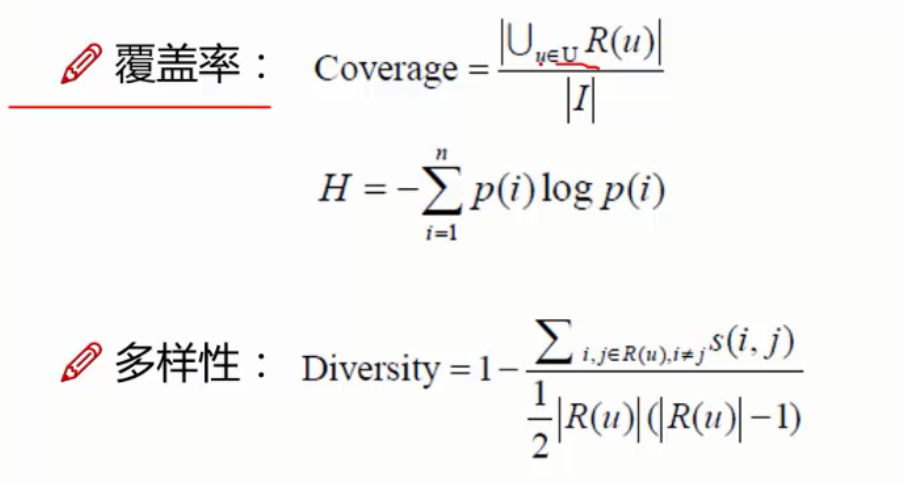 覆盖率： Coverage = |⋃_{u∈U} R(u)| / |I|
H = −∑_{i=1}^{n} p(i) log p(i)
多样性： Diversity = 1 − ∑_{i,j∈R(u),i≠j} s(i, j) / (1/2 |R(u)|(|R(u)| − 1))